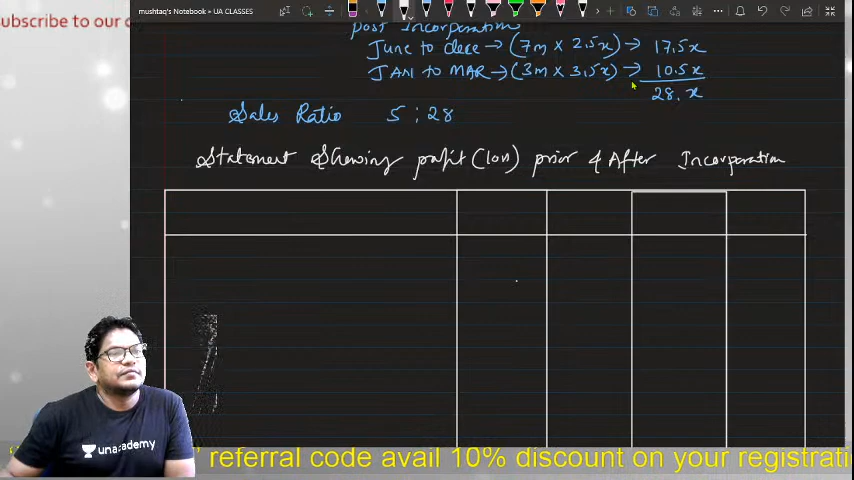 mushtaq's Notebook » UA CLASSES
subscribe to our
post Incorporation
June to dece → (7m x 2.5x) → 17.5x
JAN to MAR → (3m x 3.5x) → 10.5x
28.x
Sales Ratio 5 : 28
Statement Showing profit (loss) prior & After Incorporation
unacademy
referral code avail 10% discount on your registrati